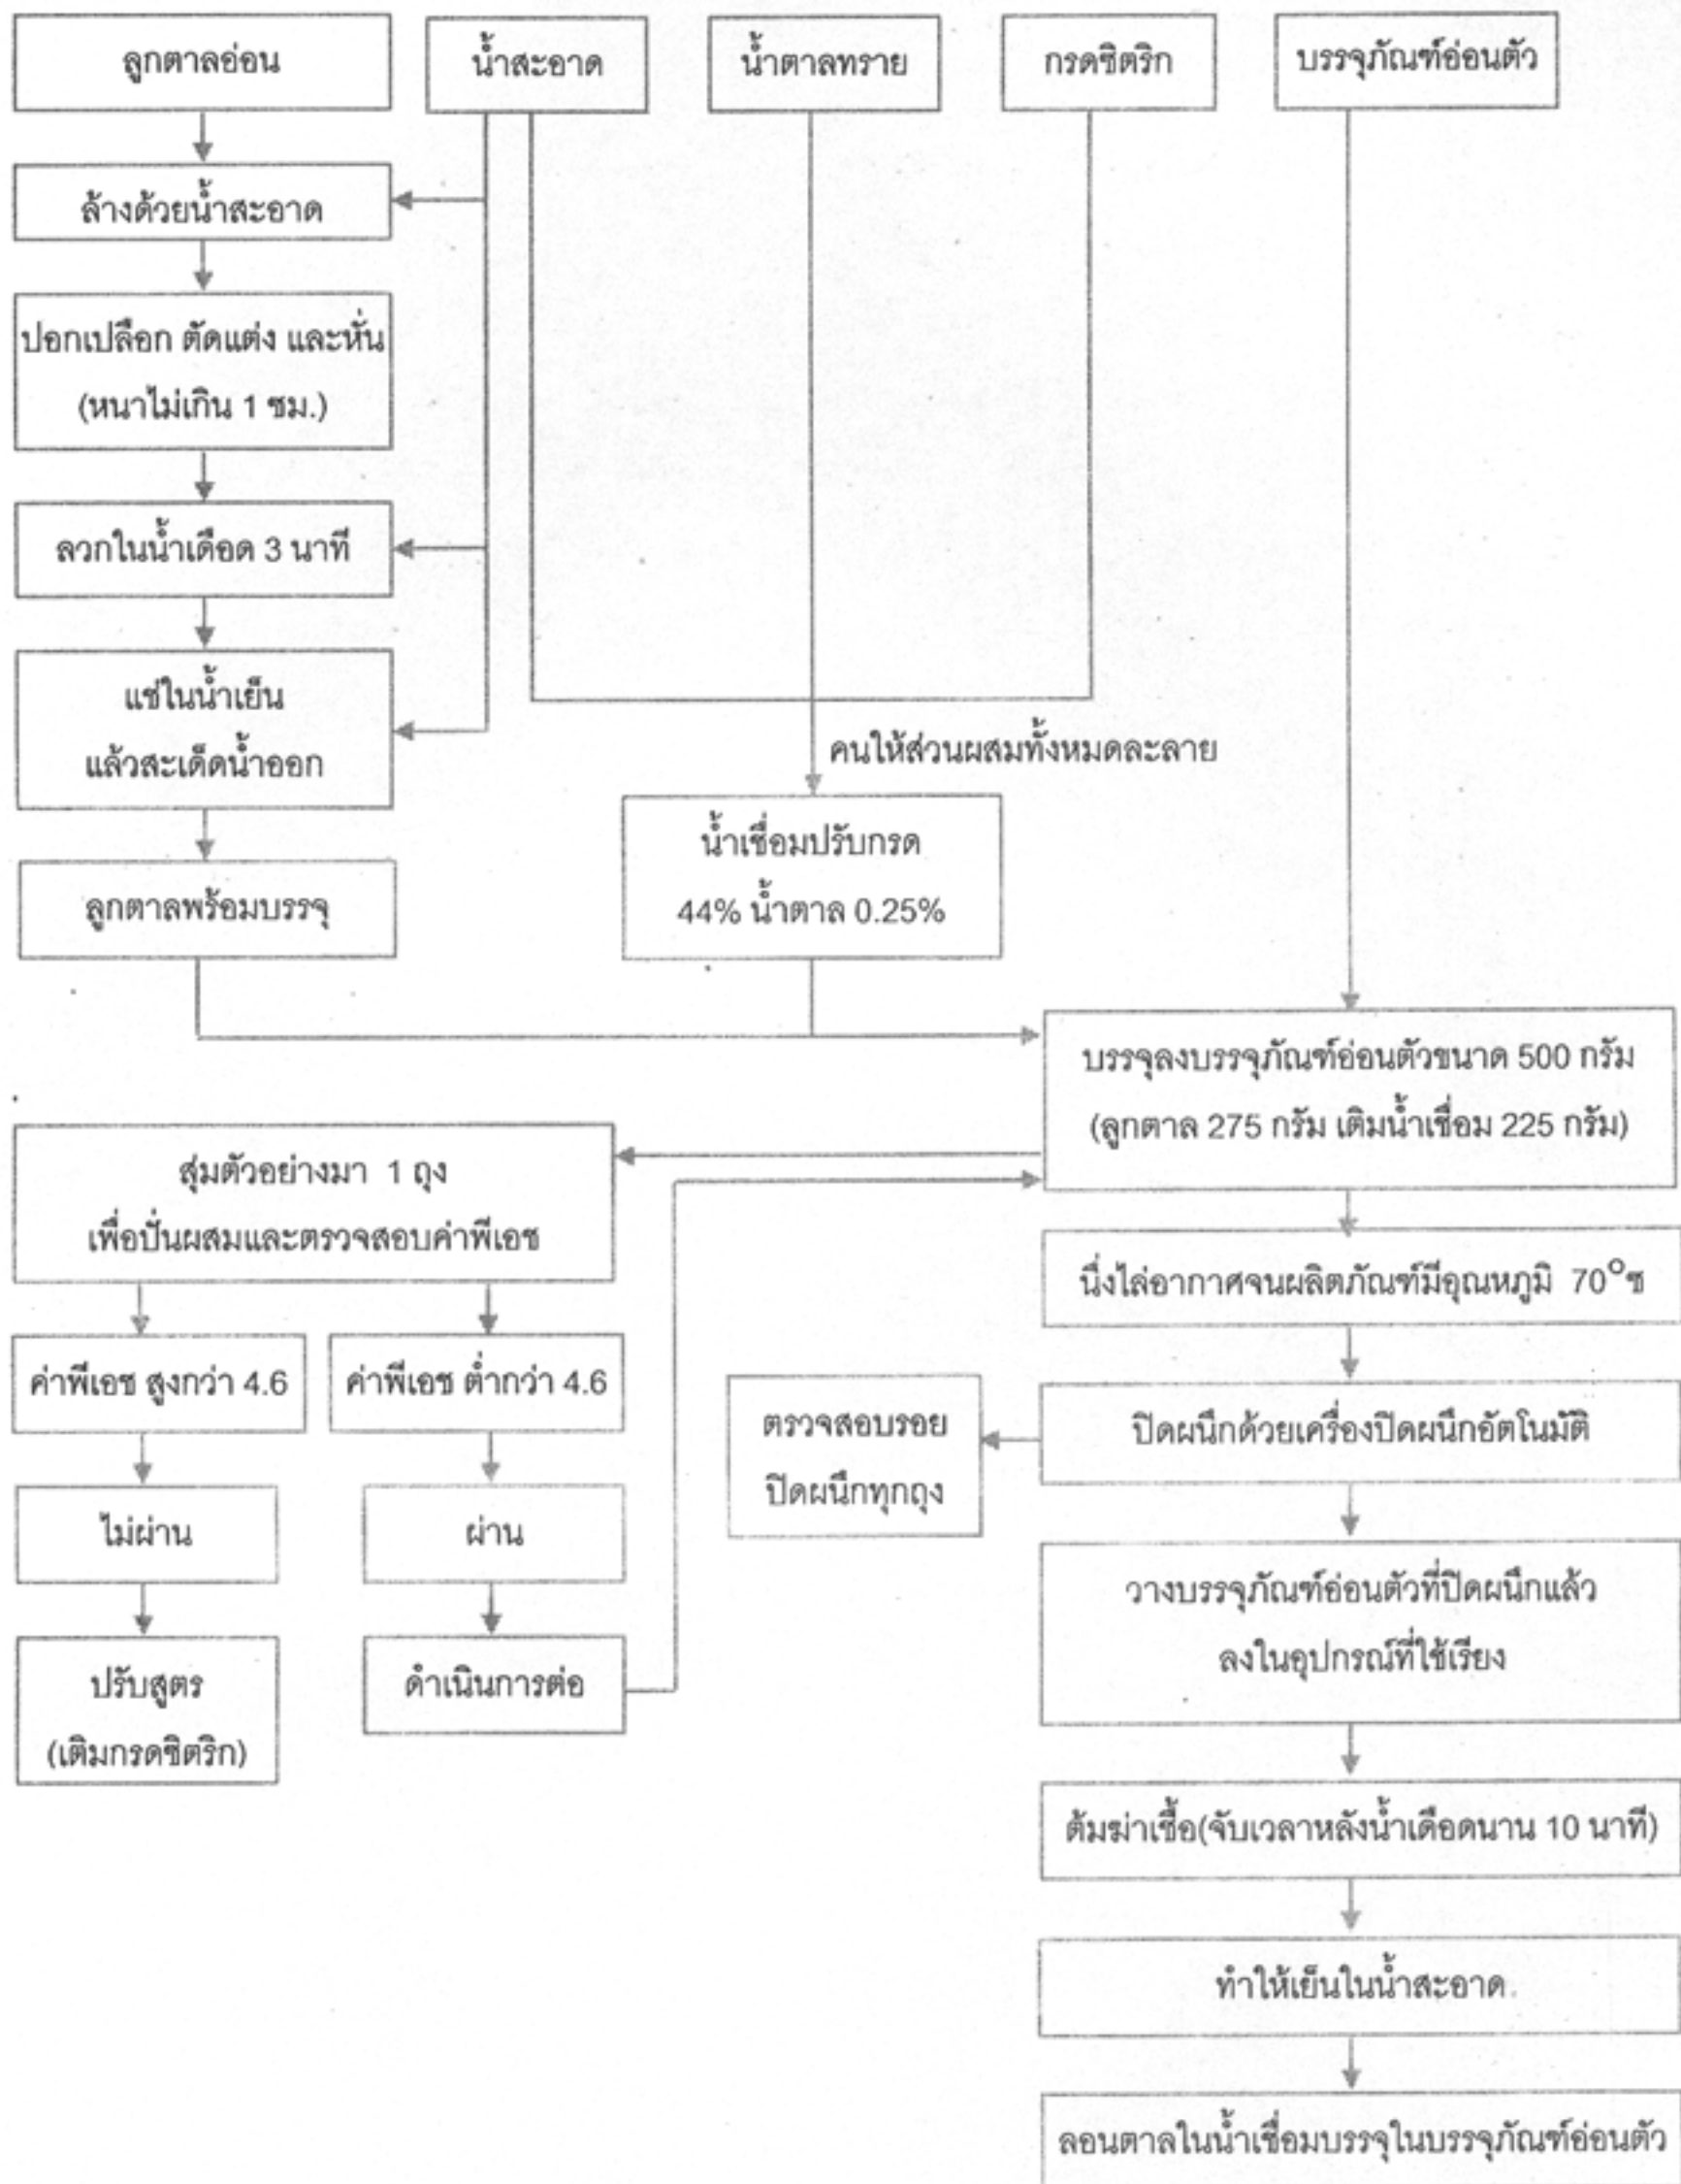 ลูกตาลอ่อน
น้ำสะอาด
น้ำตาลทราย
กรดซิตริก
บรรจุภัณฑ์อ่อนตัว
ล้างด้วยน้ำสะอาด
ปอกเปลือก ตัดแต่ง และหั่น
(หนาไม่เกิน 1 ซม.)
ลวกในน้ำเดือด 3 นาที
แช่ในน้ำเย็น
แล้วสะเด็ดน้ำออก
ลูกตาลพร้อมบรรจุ
คนให้ส่วนผสมทั้งหมดละลาย
น้ำเชื่อมปรับกรด
44% น้ำตาล 0.25%
บรรจุลงบรรจุภัณฑ์อ่อนตัวขนาด 500 กรัม
(ลูกตาล 275 กรัม เติมน้ำเชื่อม 225 กรัม)
สุ่มตัวอย่างมา 1 ถุง
เพื่อปั่นผสมและตรวจสอบค่าพีเอช
ค่าพีเอช สูงกว่า 4.6
ค่าพีเอช ต่ำกว่า 4.6
ไม่ผ่าน
ผ่าน
ปรับสูตร
(เติมกรดซิตริก)
ดำเนินการต่อ
นึ่งไล่อากาศจนผลิตภัณฑ์มีอุณหภูมิ 70°ซ
ปิดผนึกด้วยเครื่องปิดผนึกอัตโนมัติ
ตรวจสอบรอย
ปิดผนึกทุกถุง
วางบรรจุภัณฑ์อ่อนตัวที่ปิดผนึกแล้ว
ลงในอุปกรณ์ที่ใช้เรียง
ต้มฆ่าเชื้อ(จับเวลาหลังน้ำเดือดนาน 10 นาที)
ทำให้เย็นในน้ำสะอาด
ลอนตาลในน้ำเชื่อมบรรจุในบรรจุภัณฑ์อ่อนตัว